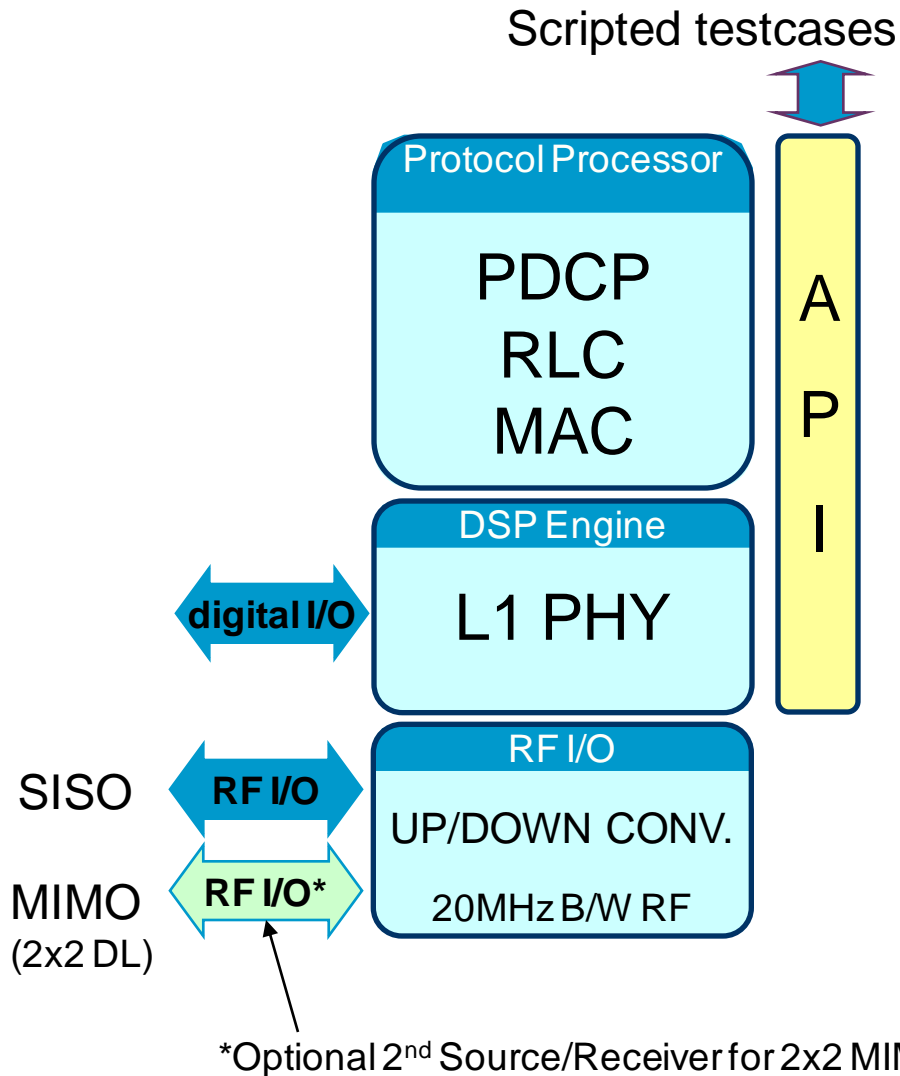 Scripted testcases
Protocol Processor
PDCP
RLC
MAC
A
P
I
DSP Engine
digital I/O
L1 PHY
RF I/O
SISO
RF I/O
UP/DOWN CONV.
MIMO
(2x2 DL)
RF I/O*
20MHz B/W RF
*Optional 2nd Source/Receiver for 2x2